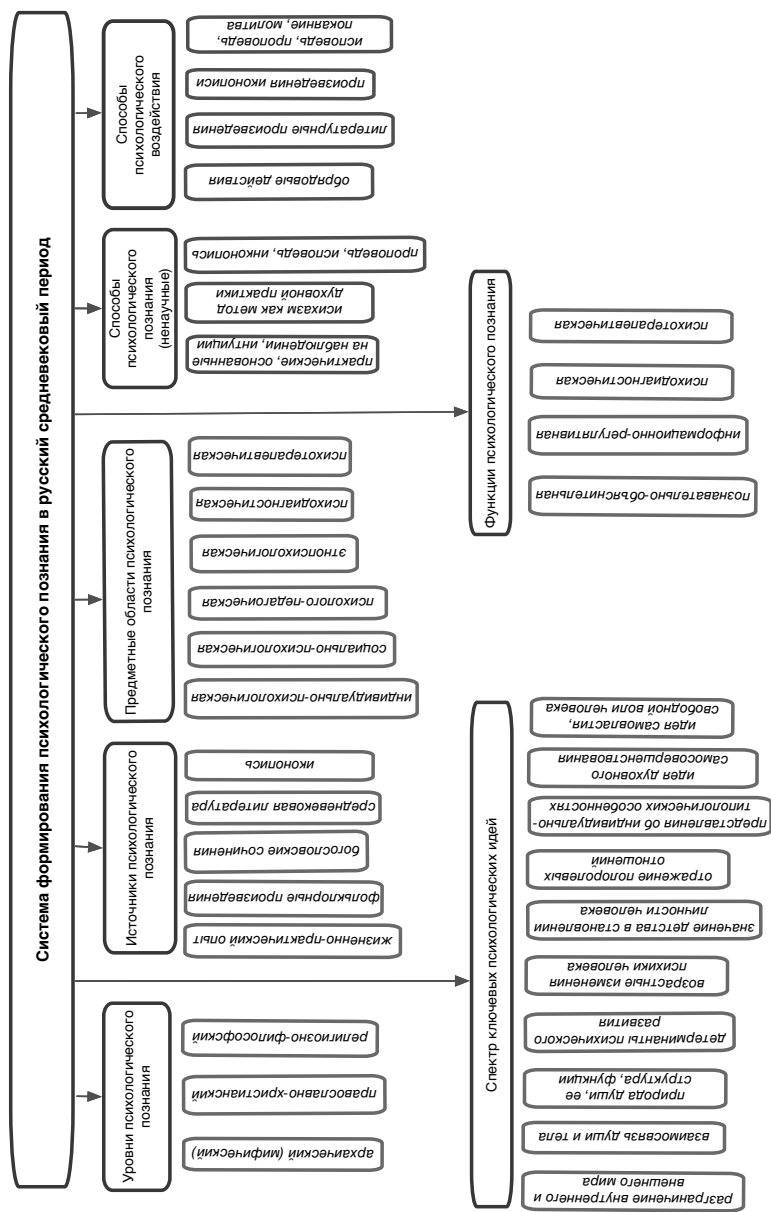 Система формирования психологического познания в русский средневековый период
Уровни психологического
познания
архаический (мифический)
православно-христианский
религиозно-философский
Источники психологического
познания
жизненно-практический опыт
фольклорные произведения
богословские сочинения
средневековая литература
иконопись
Предметные области психологического
познания
индивидуально-психологическая
социально-психологическая
психолого-педагогическая
этнопсихологическая
психодиагностическая
психотерапевтическая
Способы
психологического
познания
(ненаучные)
практические, основанные
на наблюдении, интуиции
исихазм как метод
духовной практики
проповедь, исповедь, инконопись
Способы
психологического
воздействия
обрядовые действия
литературные произведения
произведения иконописи
исповедь, проповедь,
покаяние, молитва
Спектр ключевых психологических идей
разграничение внутреннего и
внешнего мира
взаимосвязь души и тела
природа души, ее
структура, функции
детерминанты психического
развития
возрастные изменения
психики человека
значение детства в становлении
личности человека
отражение полоролевых
отношений
представления об индивидуально-
типологических особенностях
идея духовного
самосовершенствования
идея самовластия,
свободной воли человека
Функции психологического познания
познавательно-объяснительная
информационно-регулятивная
психодиагностическая
психотерапевтическая